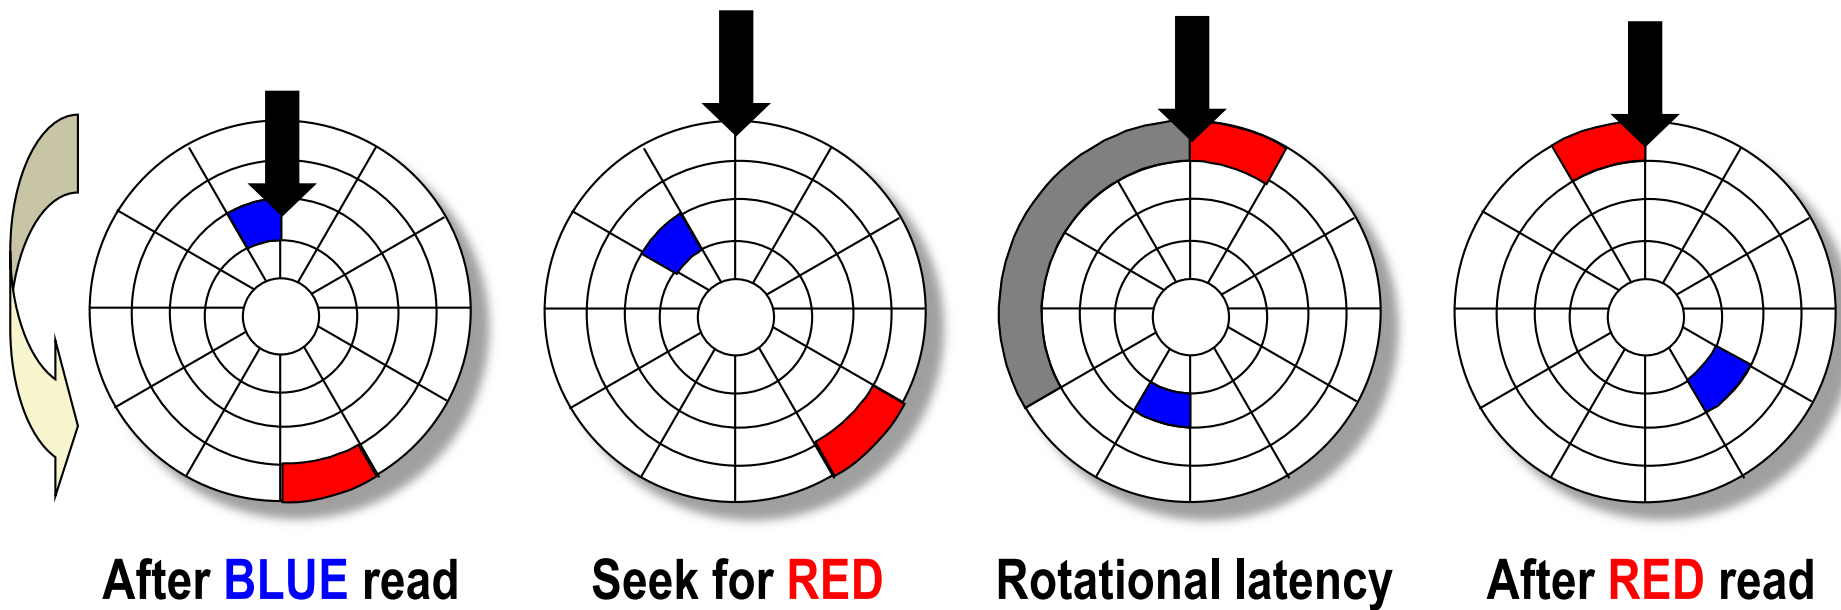 After BLUE read
Seek for RED
Rotational latency
After RED read